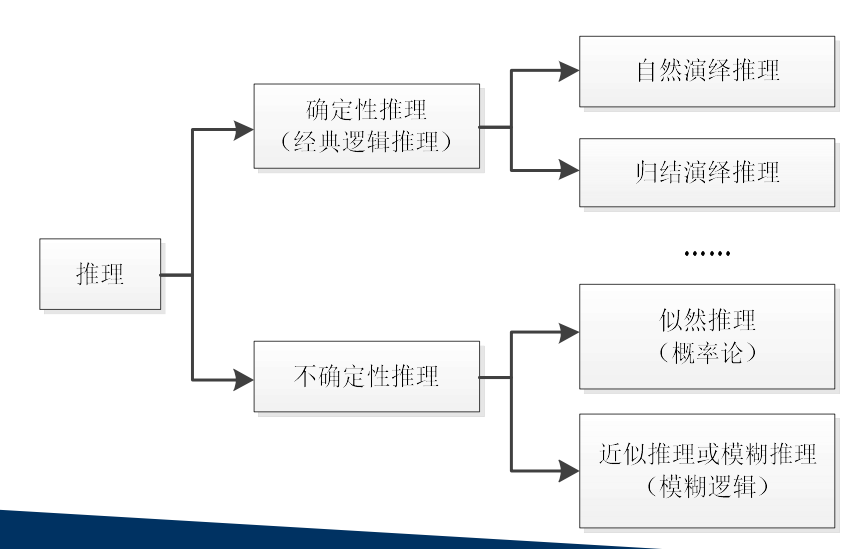 推理
确定性推理
（经典逻辑推理）
自然演绎推理
归结演绎推理
……
不确定性推理
似然推理
（概率论）
近似推理或模糊推理
（模糊逻辑）